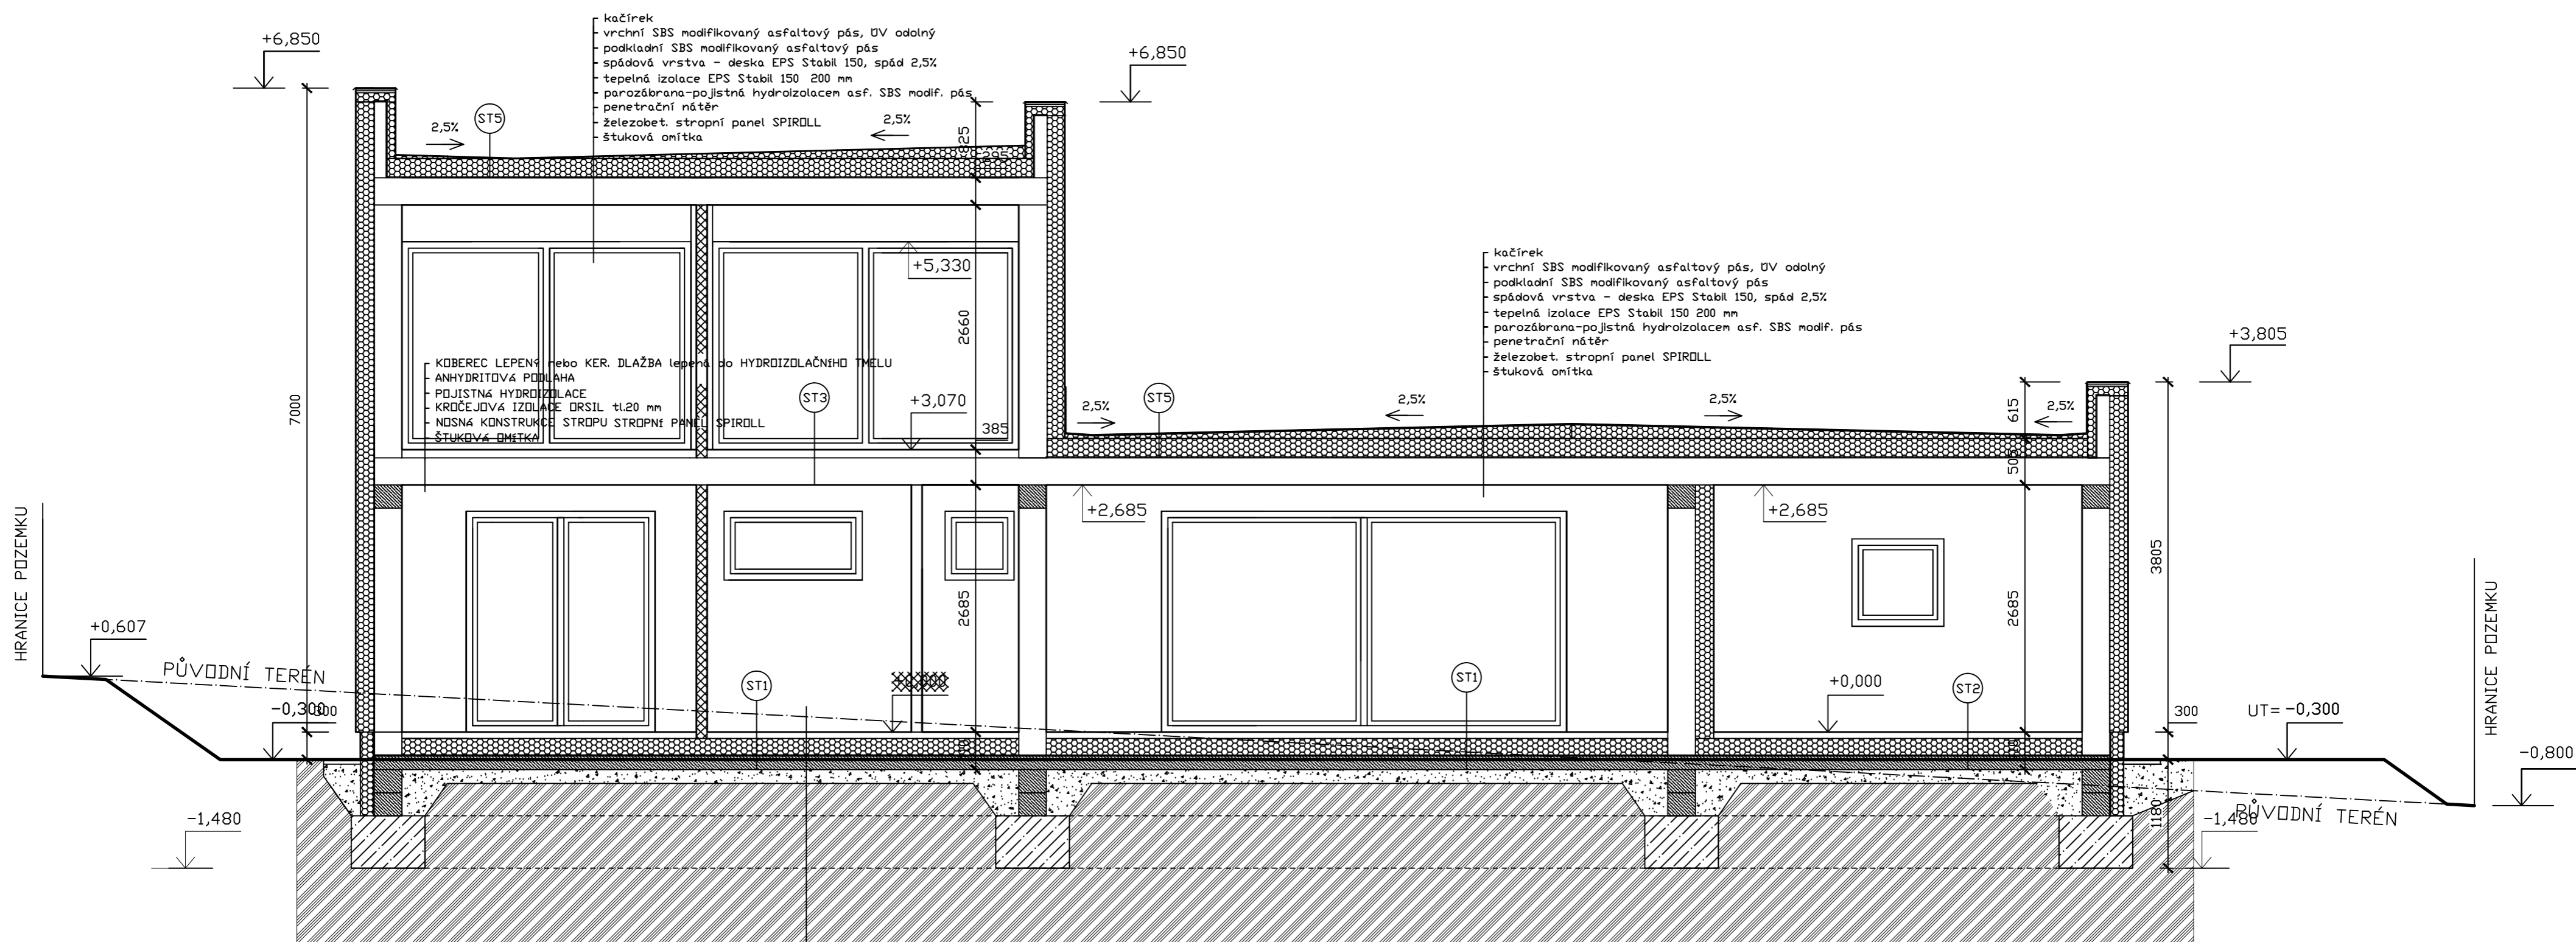 kačírek
vrchní SBS modifikovaný asfaltový pás, ÚV odolný
podkladní SBS modifikovaný asfaltový pás
spádová vrstva - deska EPS Stabil 150, spád 2,5%
tepelná izolace EPS Stabil 150 200 mm
parozábrana-pojistná hydroizolacem asf. SBS modif. pás
penetrační nátěr
železobet. stropní panel SPIROLL
štuková omítka
+6,850
+6,850
2,5%
ST5
2,5%
825
295
+5,330
2660
kačírek
vrchní SBS modifikovaný asfaltový pás, ÚV odolný
podkladní SBS modifikovaný asfaltový pás
spádová vrstva - deska EPS Stabil 150, spád 2,5%
tepelná izolace EPS Stabil 150 200 mm
parozábrana-pojistná hydroizolacem asf. SBS modif. pás
penetrační nátěr
železobet. stropní panel SPIROLL
štuková omítka
+3,805
KOBEREC LEPENÝ nebo KER. DLAŽBA lepená do HYDROIZOLAČNÍHO TMELU
ANHYDRITOVÁ PODLAHA
POJISTNÁ HYDROIZOLACE
KROČEJOVÁ IZOLACE ORSIL tl.20 mm
NOSNÁ KONSTRUKCE STROPU STROPNÍ PANEL SPIROLL
ŠTUKOVÁ OMÍTKA
7000
ST3
+3,070
385
2,5%
ST5
2,5%
2,5%
2,5%
615
505
+2,685
+2,685
3805
2685
2685
HRANICE POZEMKU
HRANICE POZEMKU
+0,607
PŮVODNÍ TERÉN
-0,300
300
ST1
ST1
+0,000
ST2
300
UT= -0,300
-0,800
-1,480
1180
-1,480
PŮVODNÍ TERÉN